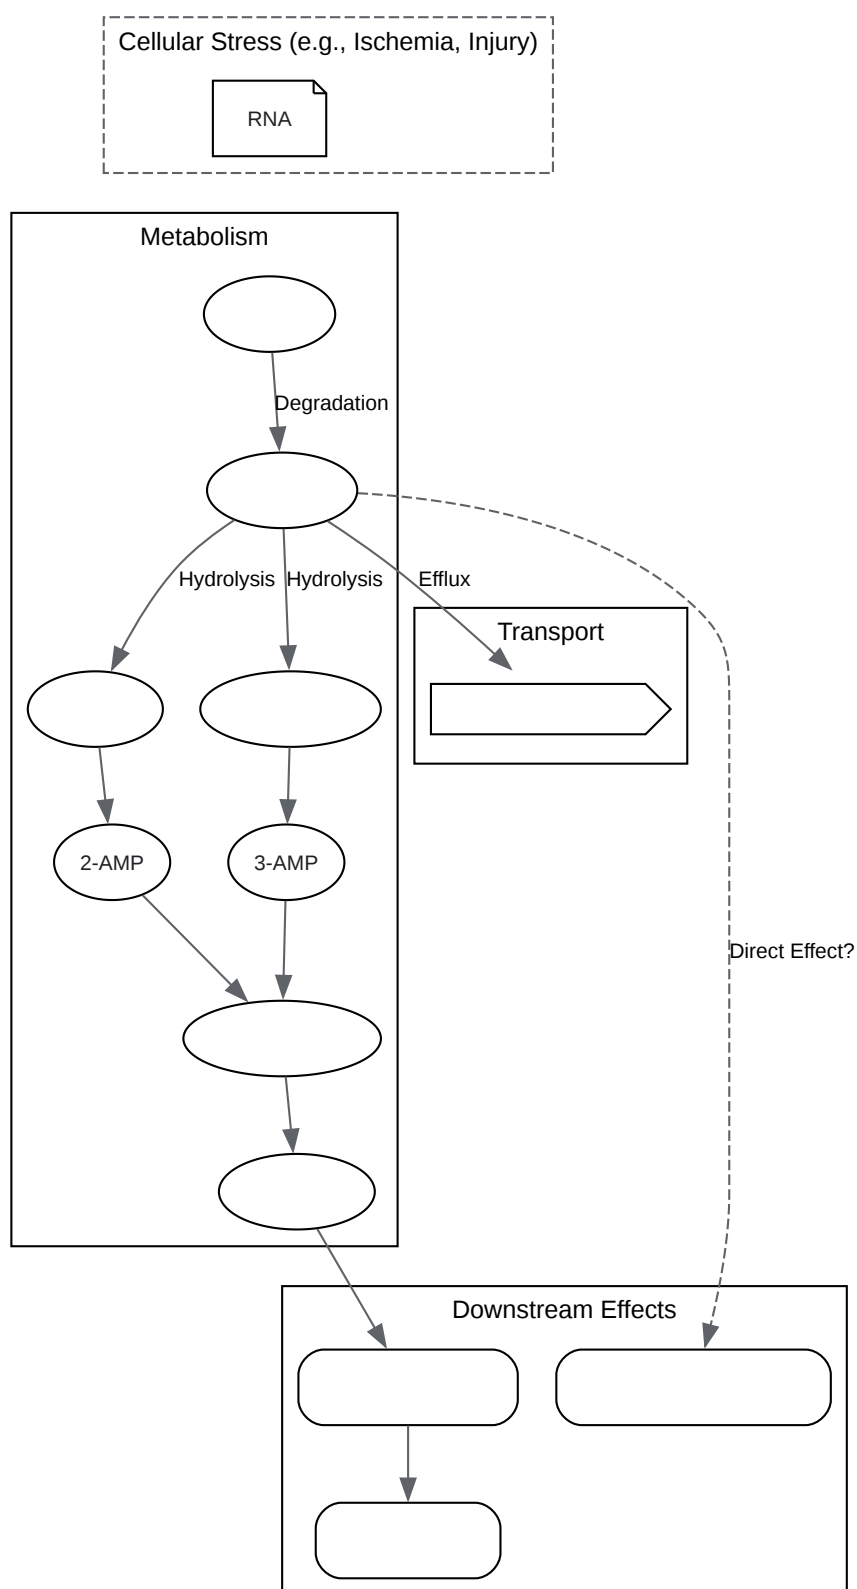 Cellular Stress (e.g., Ischemia, Injury)
RNA
Metabolism
Degradation
Hydrolysis
Hydrolysis
Efflux
Transport
2-AMP
3-AMP
Direct Effect?
Downstream Effects